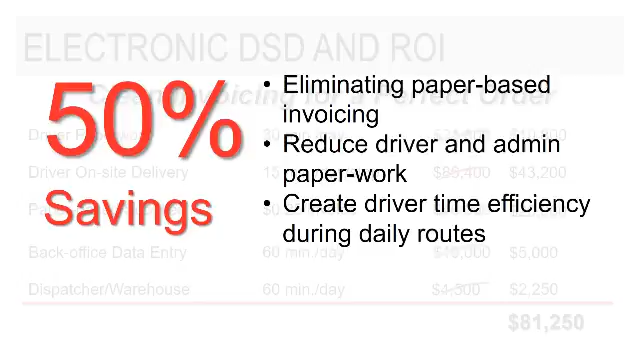 ELECTRONIC DSD AND ROI
50%
Savings
• Eliminating paper-based
invoicing
• Reduce driver and admin
paper-work
• Create driver time efficiency
during daily routes
Driver On-site Delivery $43,200
Back-office Data Entry 60 min./day $5,000
Dispatcher/Warehouse 60 min./day $2,250
$81,250